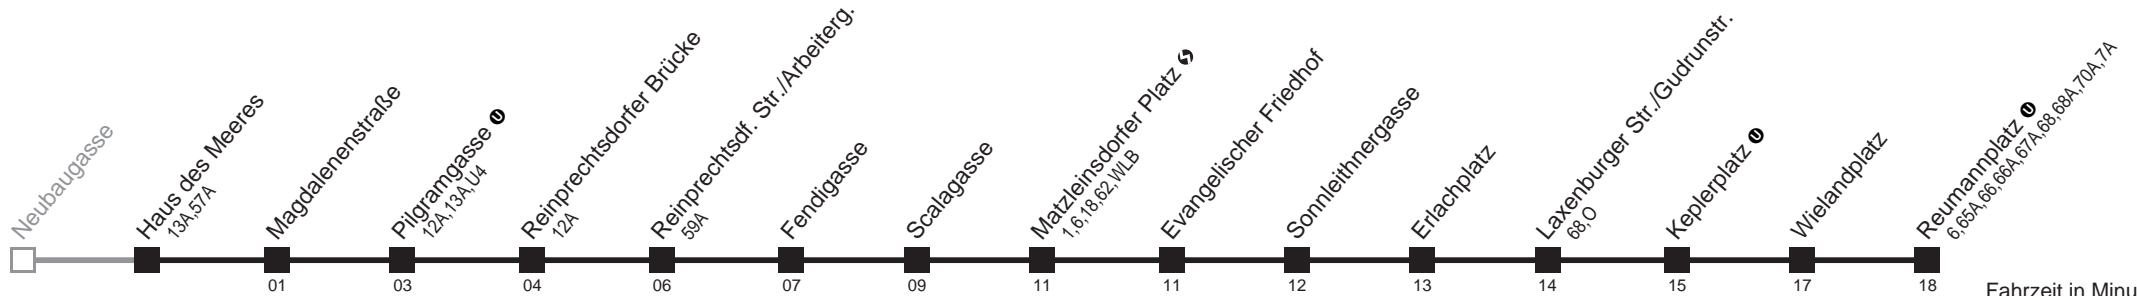 Neubaugasse
Haus des Meeres
13A,57A
Magdalenenstraße
Pilgramgasse U
12A,13A,U4
Reinprechtsdorfer Brücke
12A
Reinprechtsdf. Str./Arbeiterg.
59A
Fendigasse
Scalagasse
Matzleinsdorfer Platz S
1,6,18,62,WLB
Evangelischer Friedhof
Sonnleithnergasse
Erlachplatz
Laxenburger Str./Gudrunstr.
68,O
Keplerplatz U
Wielandplatz
Reumannplatz U
6,65A,66,66A,67A,68,68A,70A,7A
01 03 04 06 07 09 11 11 12 13 14 15 17 18
Fahrzeit in Minu